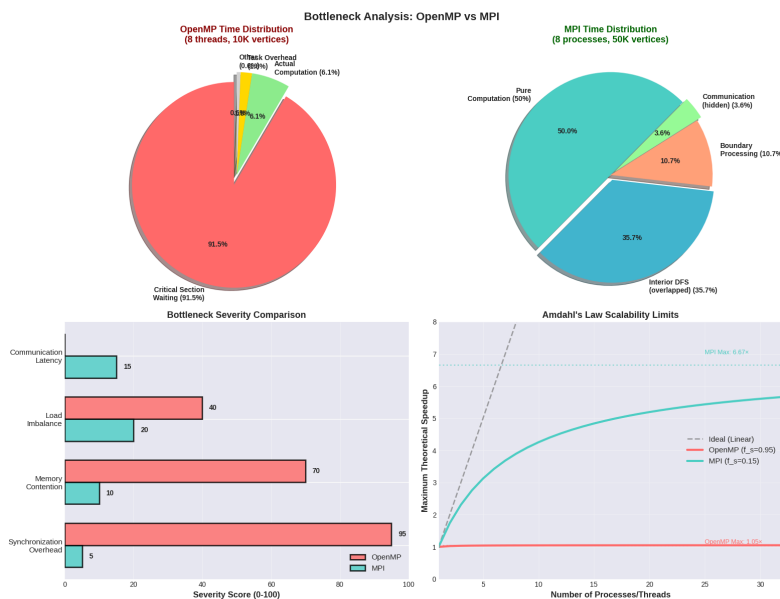 Bottleneck Analysis: OpenMP vs MPI
OpenMP Time Distribution
(8 threads, 10K vertices)
Task Overhead
Actual
Computation (6.1%)
6.1%
91.5%
Critical Section
Waiting (91.5%)
MPI Time Distribution
(8 processes, 50K vertices)
Pure
Computation (50%)
50.0%
Communication
(hidden) (3.6%)
3.6%
Boundary
Processing (10.7%
10.7%
35.7%
Interior DFS
(overlapped) (35.7%)
Bottleneck Severity Comparison
Communication
Latency
15
Load
Imbalance
40
20
Memory
Contention
70
10
Synchronization
Overhead
95
5
OpenMP
MPI
0 20 40 60 80 100
Severity Score (0-100)
Amdahl's Law Scalability Limits
Maximum Theoretical Speedup
8
7
6
5
4
3
2
1
0
MPI Max: 6.67×
Ideal (Linear)
OpenMP (f_s=0.95)
MPI (f_s=0.15)
OpenMP Max: 1.05×
5 10 15 20 25 30
Number of Processes/Threads